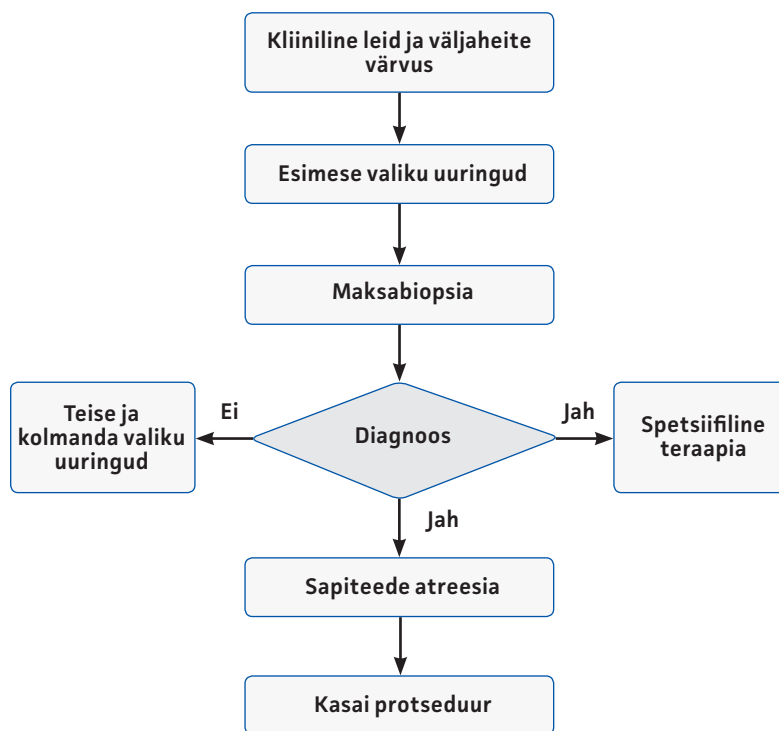 Kliiniline leid ja väljaheite
värvus
Esimese valiku uuringud
Maksabiopsia
Teise ja
kolmanda valiku
uuringud
Ei
Diagnoos
Jah
Spetsiifiline
teraapia
Jah
Sapiteede atreesia
Kasai protseduur